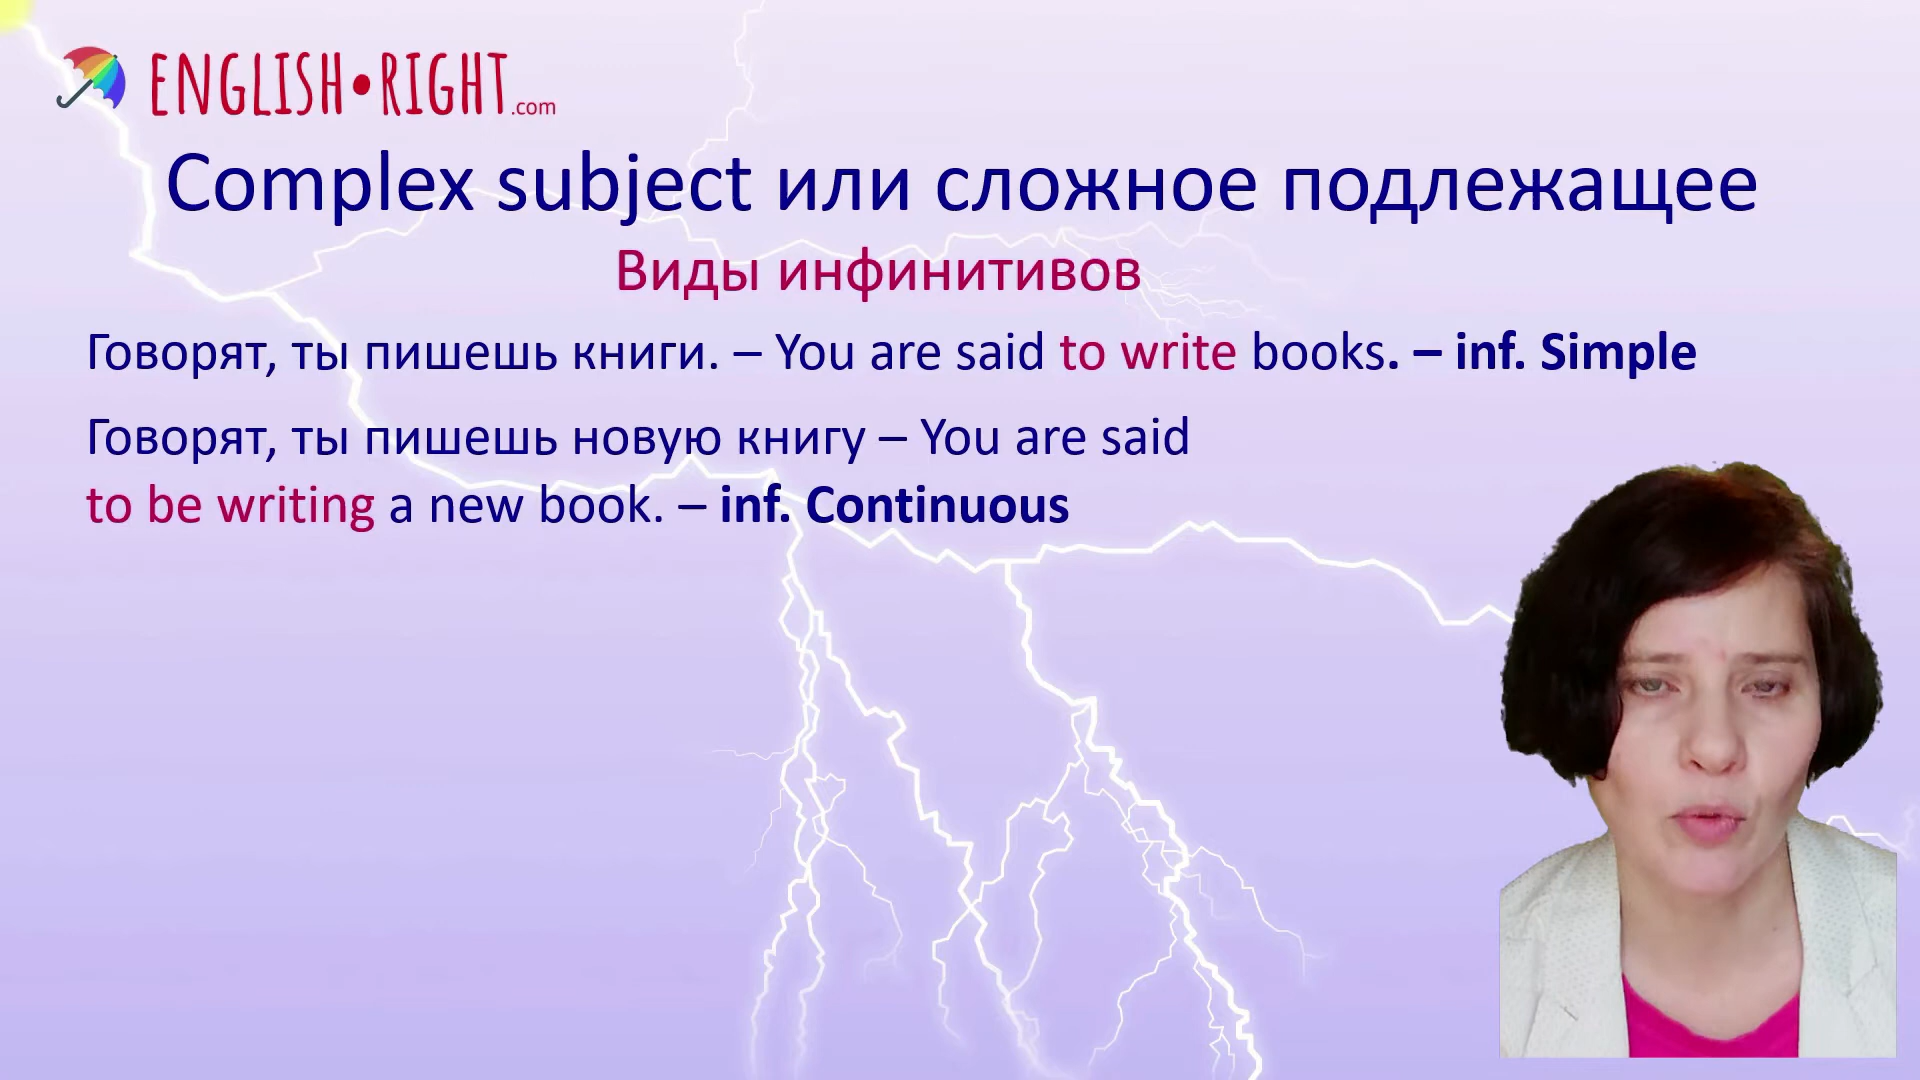 ENGLISH•RIGHT.com
Complex subject или сложное подлежащее
Виды инфинитивов
Говорят, ты пишешь книги. – You are said to write books. – inf. Simple
Говорят, ты пишешь новую книгу – You are said
to be writing a new book. – inf. Continuous